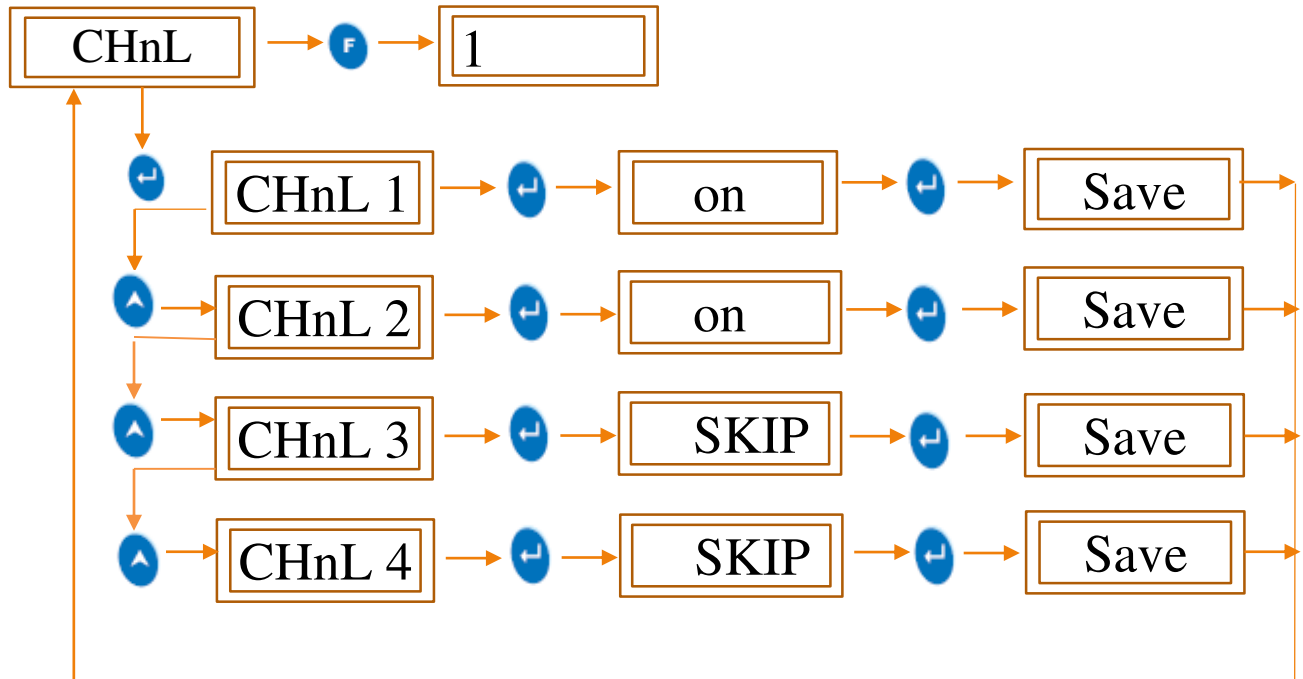 CHnL
F
1
CHnL 1
on
Save
CHnL 2
on
Save
CHnL 3
SKIP
Save
CHnL 4
SKIP
Save